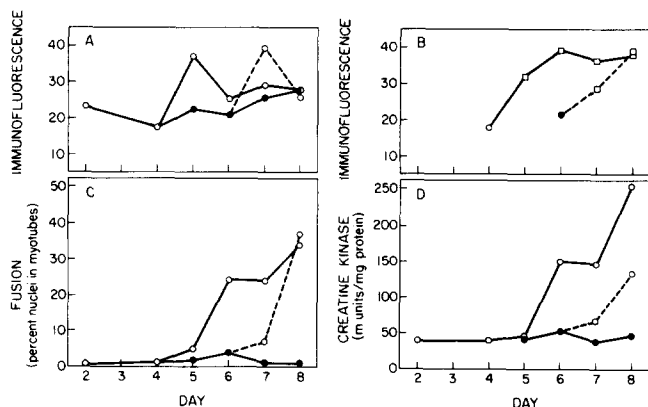 A
IMMUNOFLUORESCENCE
40
30
20
10
B
IMMUNOFLUORESCENCE
40
30
20
10
C
FUSION
(percent nuclei in myotubes)
50
40
30
20
10
0
2 3 4 5 6 7 8
DAY
D
CREATINE KINASE
(m units/mg protein)
250
200
150
100
50
0
2 3 4 5 6 7 8
DAY